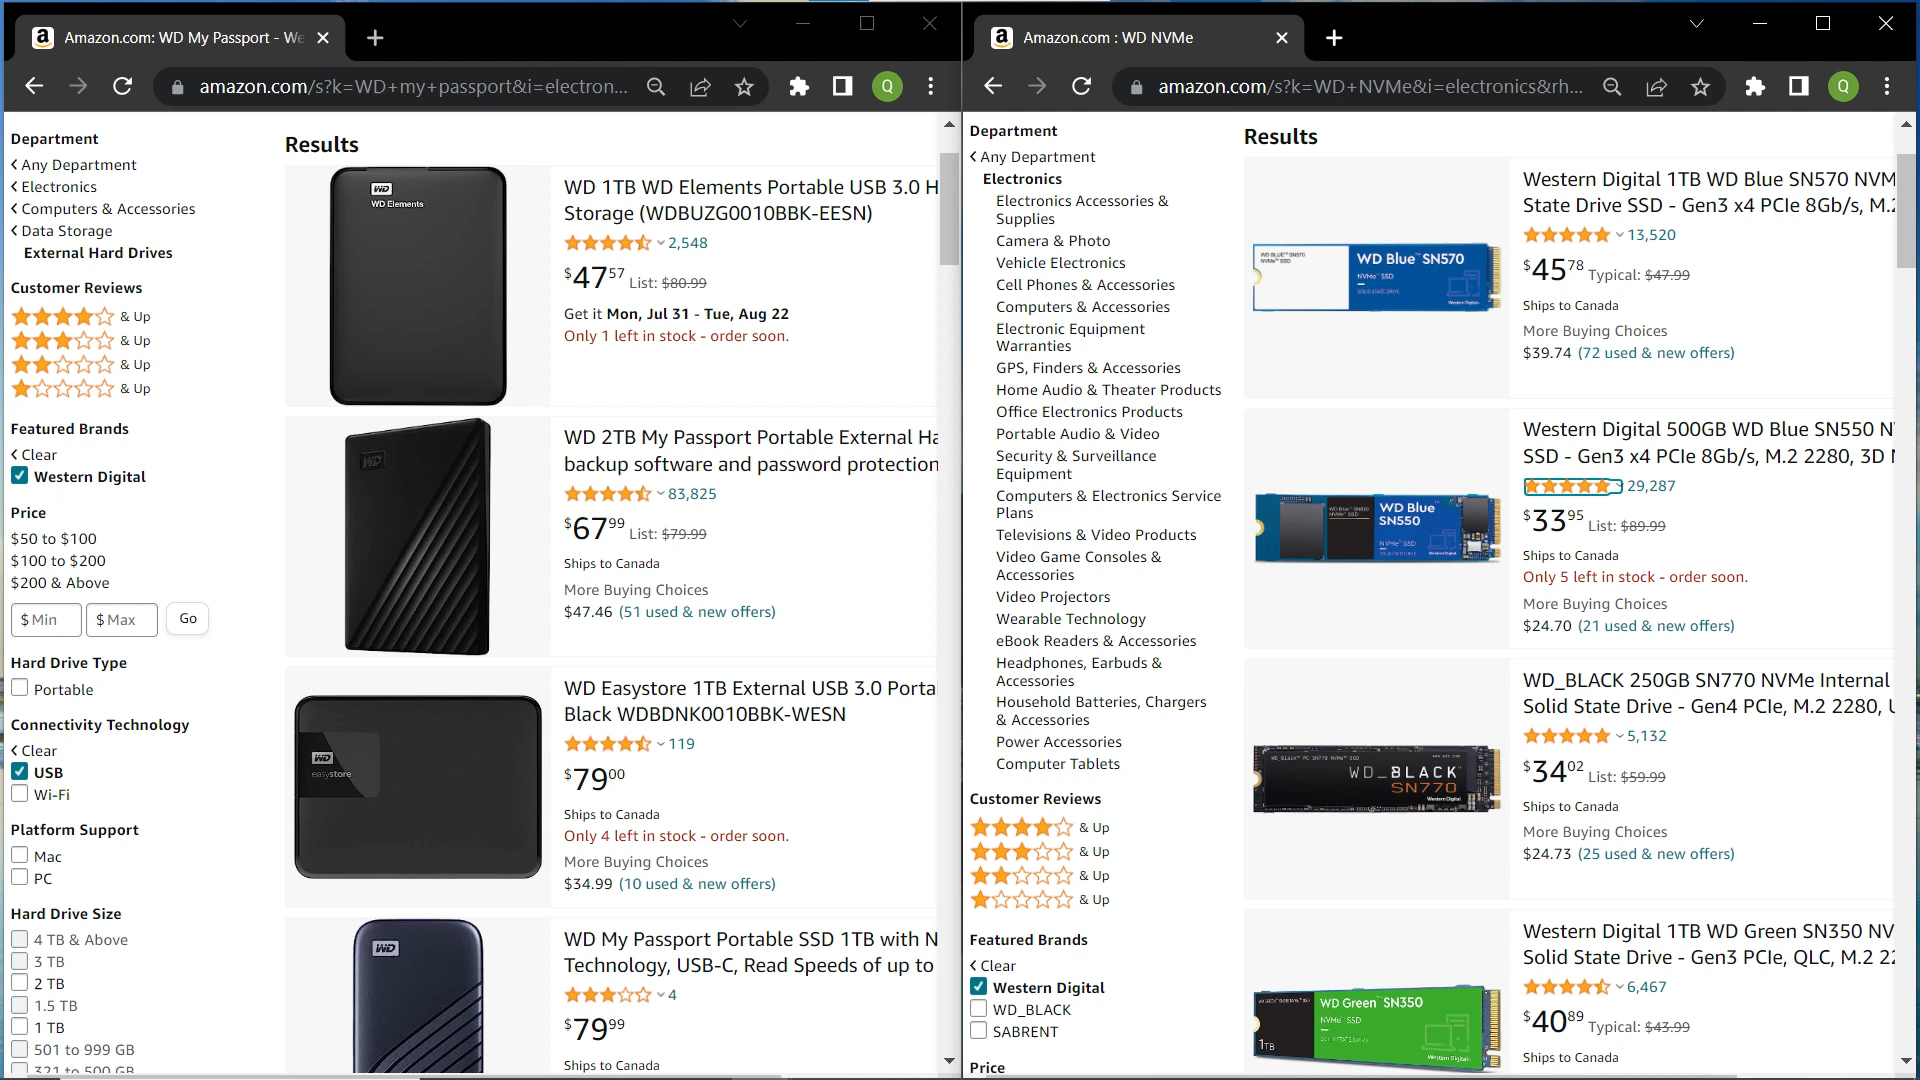 Amazon.com: WD My Passport - We
amazon.com/s?k=WD+my+passport&i=electron...
Q
Department
Any Department
Electronics
Computers & Accessories
Data Storage
External Hard Drives
Customer Reviews
& Up
& Up
& Up
& Up
Featured Brands
Clear
Western Digital
Price
$50 to $100
$100 to $200
$200 & Above
$ Min
$ Max
Go
Hard Drive Type
Portable
Connectivity Technology
Clear
USB
Wi-Fi
Platform Support
Mac
PC
Hard Drive Size
4 TB & Above
3 TB
2 TB
1.5 TB
1 TB
501 to 999 GB
321 to 500 GB
Results
WD
WD Elements
WD 1TB WD Elements Portable USB 3.0 H
Storage (WDBUZG0010BBK-EESN)
2,548
$4757 List: $80.99
Get it Mon, Jul 31 - Tue, Aug 22
Only 1 left in stock - order soon.
WD
WD 2TB My Passport Portable External Ha
backup software and password protection
83,825
$6799 List: $79.99
Ships to Canada
More Buying Choices
$47.46 (51 used & new offers)
WD
easystore
WD Easystore 1TB External USB 3.0 Porta
Black WDBDNK0010BBK-WESN
119
$7900
Ships to Canada
Only 4 left in stock - order soon.
More Buying Choices
$34.99 (10 used & new offers)
WD
WD My Passport Portable SSD 1TB with N
Technology, USB-C, Read Speeds of up to
4
$7999
Ships to Canada
Amazon.com : WD NVMe
amazon.com/s?k=WD+NVMe&i=electronics&rh...
Q
Department
Any Department
Electronics
Electronics Accessories &
Supplies
Camera & Photo
Vehicle Electronics
Cell Phones & Accessories
Computers & Accessories
Electronic Equipment
Warranties
GPS, Finders & Accessories
Home Audio & Theater Products
Office Electronics Products
Portable Audio & Video
Security & Surveillance
Equipment
Computers & Electronics Service
Plans
Televisions & Video Products
Video Game Consoles &
Accessories
Video Projectors
Wearable Technology
eBook Readers & Accessories
Headphones, Earbuds &
Accessories
Household Batteries, Chargers
& Accessories
Power Accessories
Computer Tablets
Customer Reviews
& Up
& Up
& Up
& Up
Featured Brands
Clear
Western Digital
WD_BLACK
SABRENT
Price
Results
WD Blue SN570
NVMe SSD
Western Digital 1TB WD Blue SN570 NVM
State Drive SSD - Gen3 x4 PCIe 8Gb/s, M.2
13,520
$4578 Typical: $47.99
Ships to Canada
More Buying Choices
$39.74 (72 used & new offers)
WD Blue
SN550
NVMe SSD
Western Digital 500GB WD Blue SN550 N
SSD - Gen3 x4 PCIe 8Gb/s, M.2 2280, 3D
29,287
$3395 List: $89.99
Ships to Canada
Only 5 left in stock - order soon.
More Buying Choices
$24.70 (21 used & new offers)
WD_BLACK
SN770
Western Digital
WD_BLACK 250GB SN770 NVMe Internal
Solid State Drive - Gen4 PCIe, M.2 2280, U
5,132
$3402 List: $59.99
Ships to Canada
More Buying Choices
$24.73 (25 used & new offers)
WD Green SN350
NVMe SSD
1TB
Western Digital
Western Digital 1TB WD Green SN350 NV
Solid State Drive - Gen3 PCIe, QLC, M.2 22
6,467
$4089 Typical: $43.99
Ships to Canada